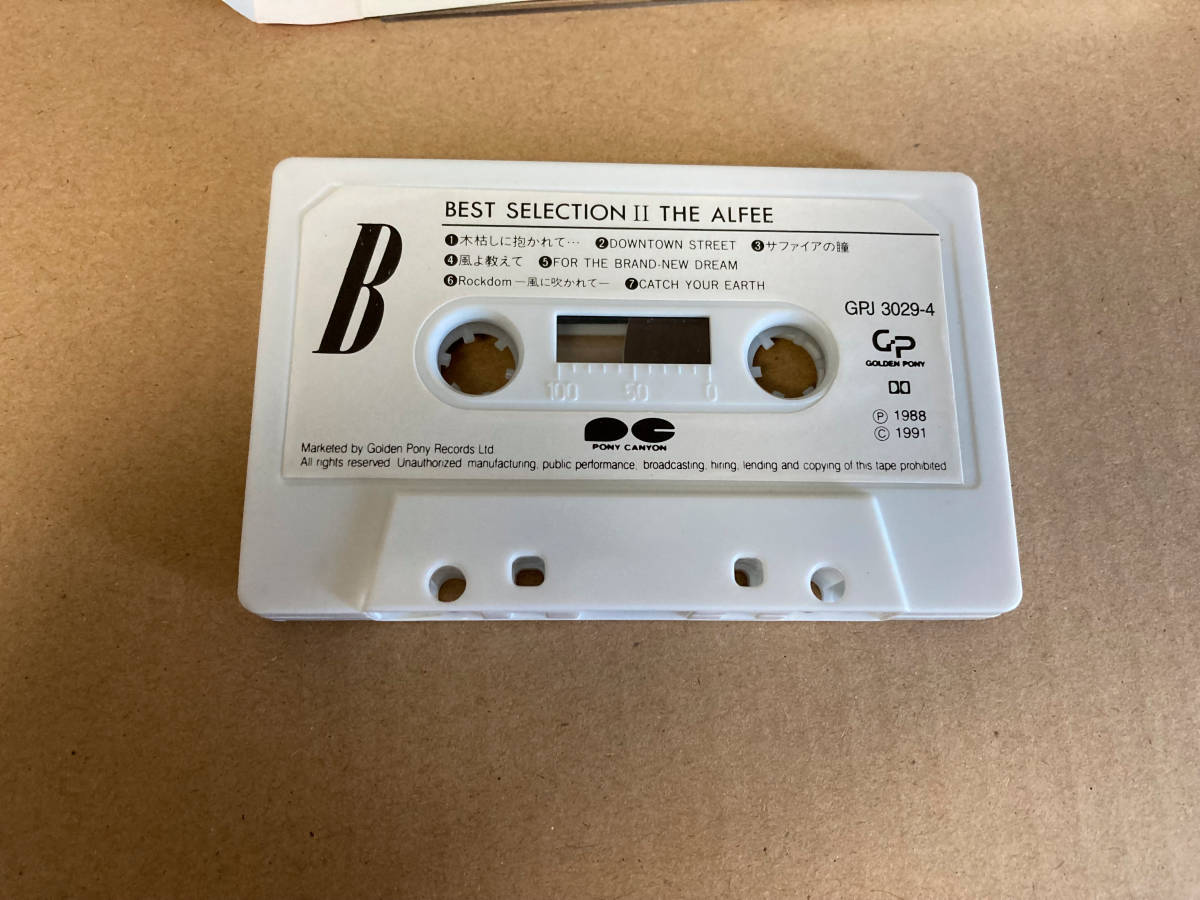 B
BEST SELECTION II THE ALFEE
❶木枯しに抱かれて… ❷DOWNTOWN STREET ❸サファイアの瞳
❹風よ教えて ❺FOR THE BRAND-NEW DREAM
❻Rockdom —風に吹かれて— ❼CATCH YOUR EARTH
GPJ 3029-4
GP
GOLDEN PONY
100 50 0
Ⓟ 1988
Ⓒ 1991
PC
PONY CANYON
Marketed by Golden Pony Records Ltd
All rights reserved. Unauthorized manufacturing, public performance, broadcasting, hiring, lending and copying of this tape prohibited